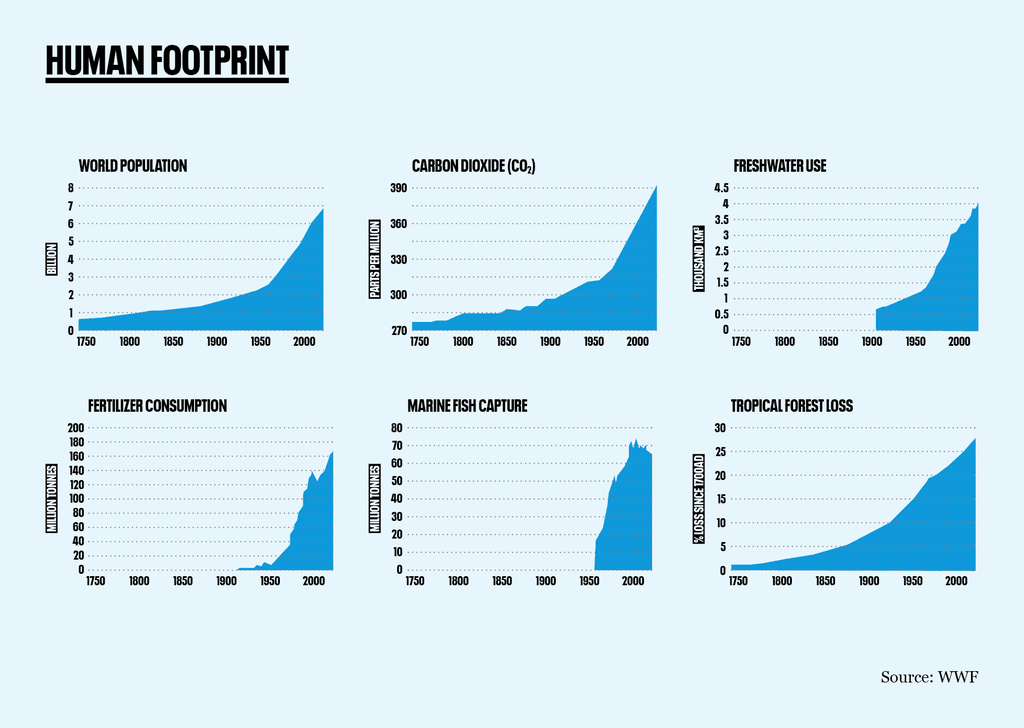 HUMAN FOOTPRINT
WORLD POPULATION
BILLION
8
7
6
5
4
3
2
1
0
1750 1800 1850 1900 1950 2000
CARBON DIOXIDE (CO₂)
PARTS PER MILLION
390
360
330
300
270
1750 1800 1850 1900 1950 2000
FRESHWATER USE
THOUSAND KM³
4.5
4
3.5
3
2.5
2
1.5
1
0.5
0
1750 1800 1850 1900 1950 2000
FERTILIZER CONSUMPTION
MILLION TONNES
200
180
160
140
120
100
80
60
40
20
0
1750 1800 1850 1900 1950 2000
MARINE FISH CAPTURE
MILLION TONNES
80
70
60
50
40
30
20
10
0
1750 1800 1850 1900 1950 2000
TROPICAL FOREST LOSS
% LOSS SINCE 1700AD
30
25
20
15
10
5
0
1750 1800 1850 1900 1950 2000
Source: WWF